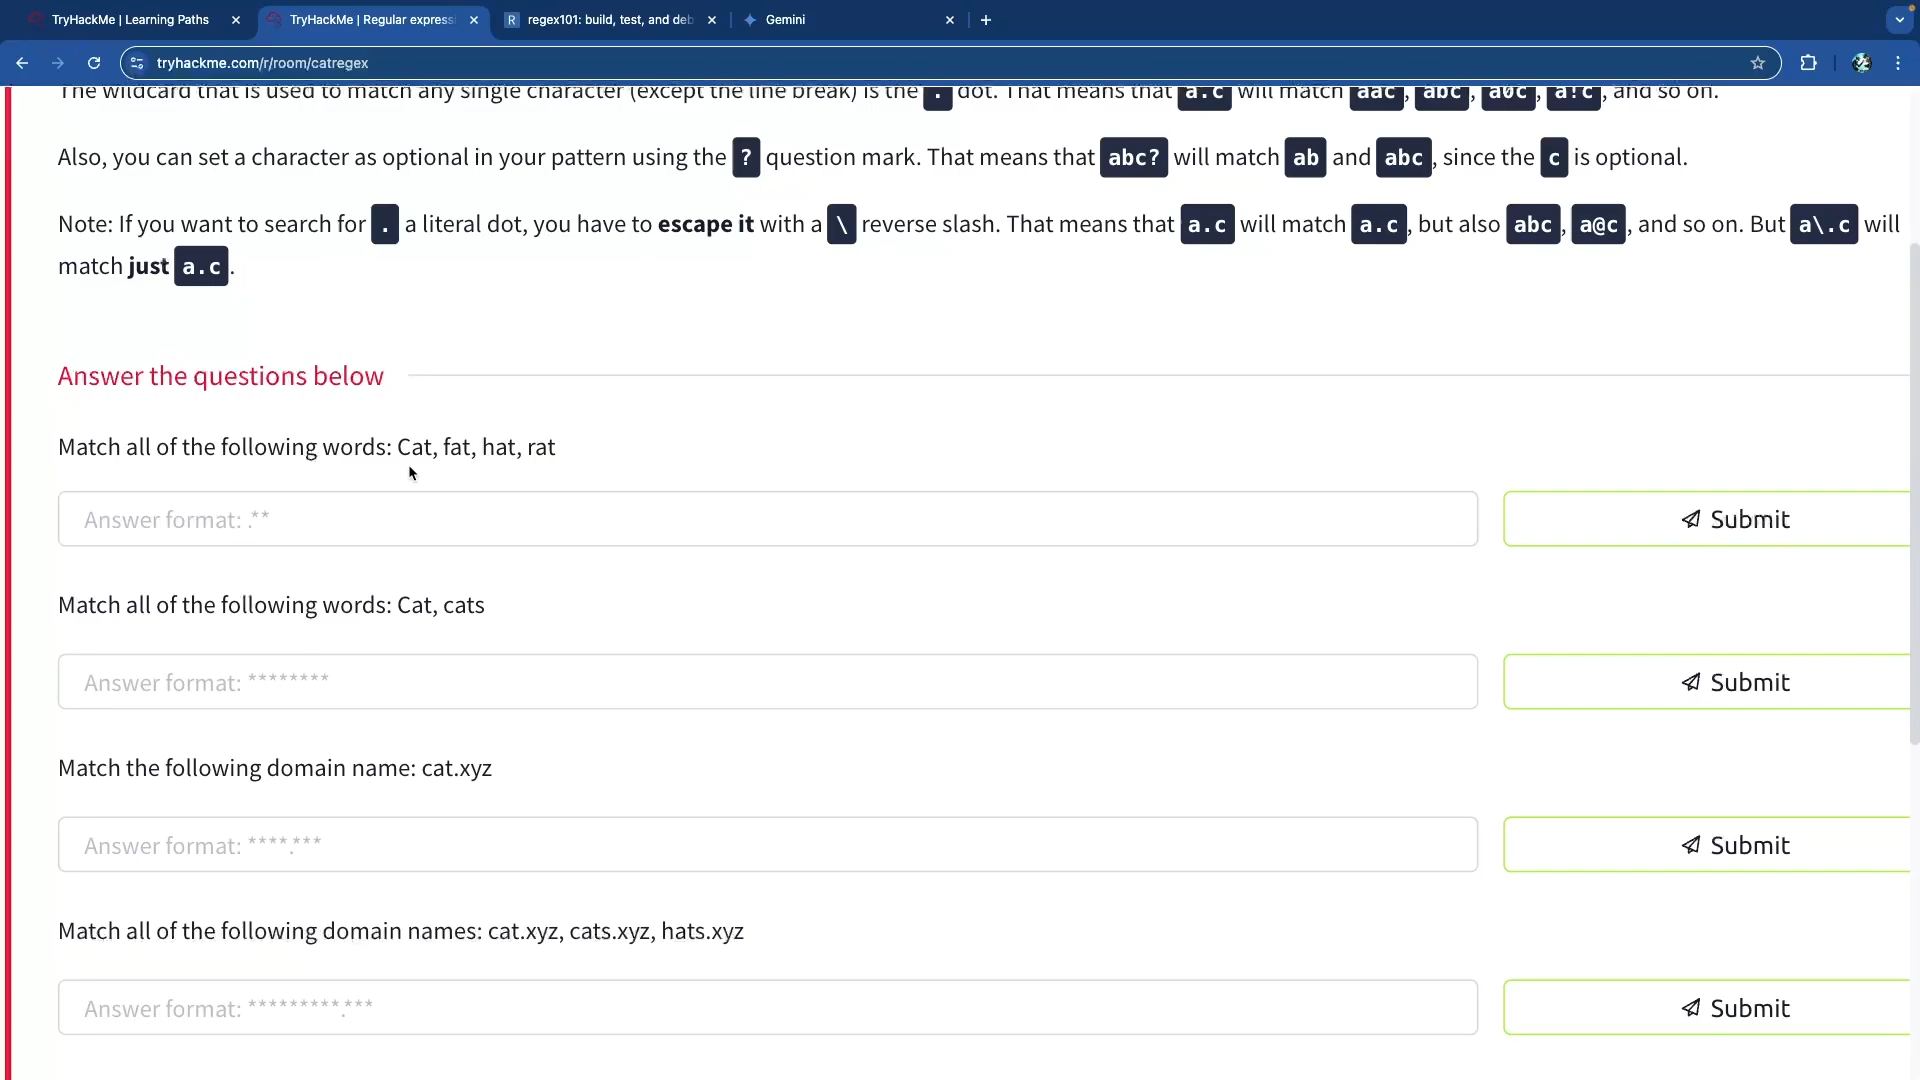 TryHackMe | Learning Paths
TryHackMe | Regular expressi
R regex101: build, test, and deb
Gemini
tryhackme.com/r/room/catregex
The wildcard that is used to match any single character (except the line break) is the . dot. That means that a.c will match aac, abc, a0c, a!c, and so on.
Also, you can set a character as optional in your pattern using the ? question mark. That means that abc? will match ab and abc, since the c is optional.
Note: If you want to search for . a literal dot, you have to escape it with a \ reverse slash. That means that a.c will match a.c, but also abc, a@c, and so on. But a\.c will
match just a.c.
Answer the questions below
Match all of the following words: Cat, fat, hat, rat
Answer format: .**
Submit
Match all of the following words: Cat, cats
Answer format: ********
Submit
Match the following domain name: cat.xyz
Answer format: ****.***
Submit
Match all of the following domain names: cat.xyz, cats.xyz, hats.xyz
Answer format: *********.***
Submit